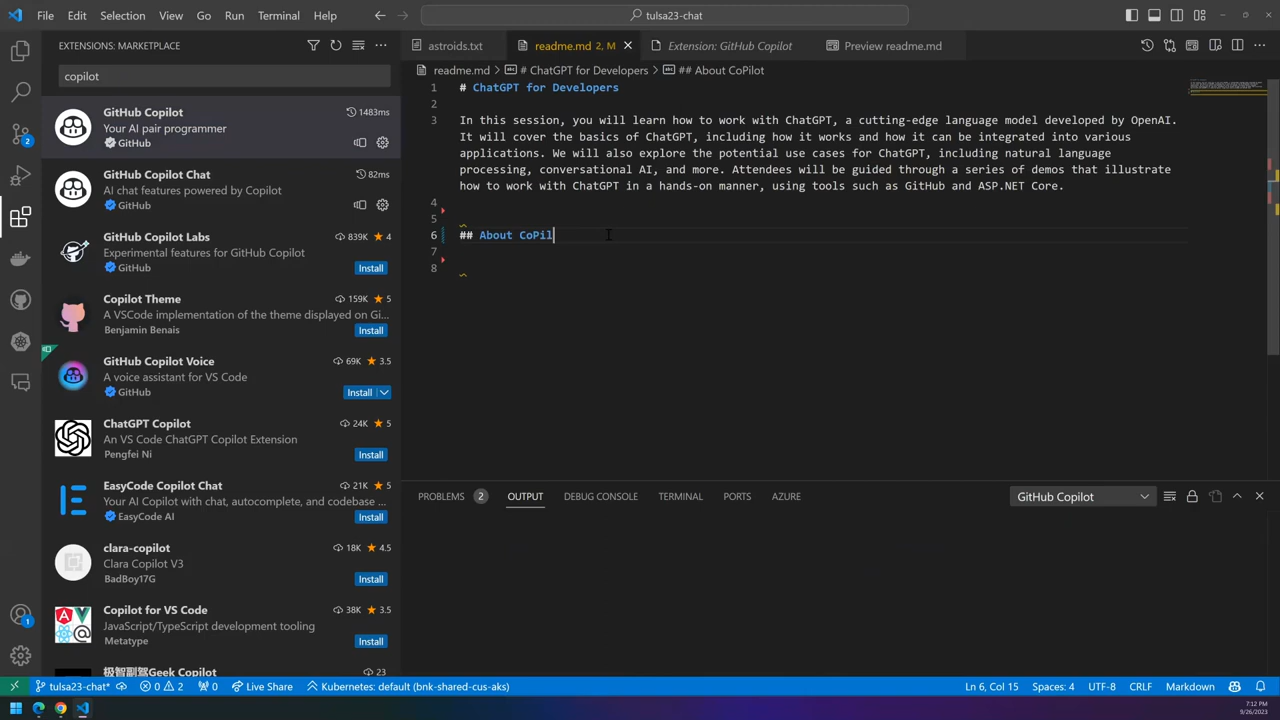 File Edit Selection View Go Run Terminal Help
tulsa23-chat
EXTENSIONS: MARKETPLACE
copilot
GitHub Copilot 1483ms
Your AI pair programmer
GitHub
GitHub Copilot Chat 82ms
AI chat features powered by Copilot
GitHub
GitHub Copilot Labs 839K 4
Experimental features for GitHub Copilot
GitHub Install
Copilot Theme 159K 5
A VSCode implementation of the theme displayed on Gi...
Benjamin Benais Install
GitHub Copilot Voice 69K 3.5
A voice assistant for VS Code
GitHub Install
ChatGPT Copilot 24K 5
An VS Code ChatGPT Copilot Extension
Pengfei Ni Install
EasyCode Copilot Chat 21K 5
Your AI Copilot with chat, autocomplete, and codebase ...
EasyCode AI Install
clara-copilot 18K 4.5
Clara Copilot V3
BadBoy17G Install
Copilot for VS Code 38K 3.5
JavaScript/TypeScript development tooling
Metatype Install
极智副驾Geek Copilot 23
astroids.txt readme.md 2, M Extension: GitHub Copilot Preview readme.md
readme.md > # ChatGPT for Developers > ## About CoPilot
1 # ChatGPT for Developers
2
3 In this session, you will learn how to work with ChatGPT, a cutting-edge language model developed by OpenAI.
It will cover the basics of ChatGPT, including how it works and how it can be integrated into various
applications. We will also explore the potential use cases for ChatGPT, including natural language
processing, conversational AI, and more. Attendees will be guided through a series of demos that illustrate
how to work with ChatGPT in a hands-on manner, using tools such as GitHub and ASP.NET Core.
4
5
6 ## About CoPil
7
8
PROBLEMS 2 OUTPUT DEBUG CONSOLE TERMINAL PORTS AZURE GitHub Copilot
2
1
tulsa23-chat* 0 2 0 Live Share Kubernetes: default (bnk-shared-cus-aks) Ln 6, Col 15 Spaces: 4 UTF-8 CRLF Markdown
7:12 PM
9/26/2023